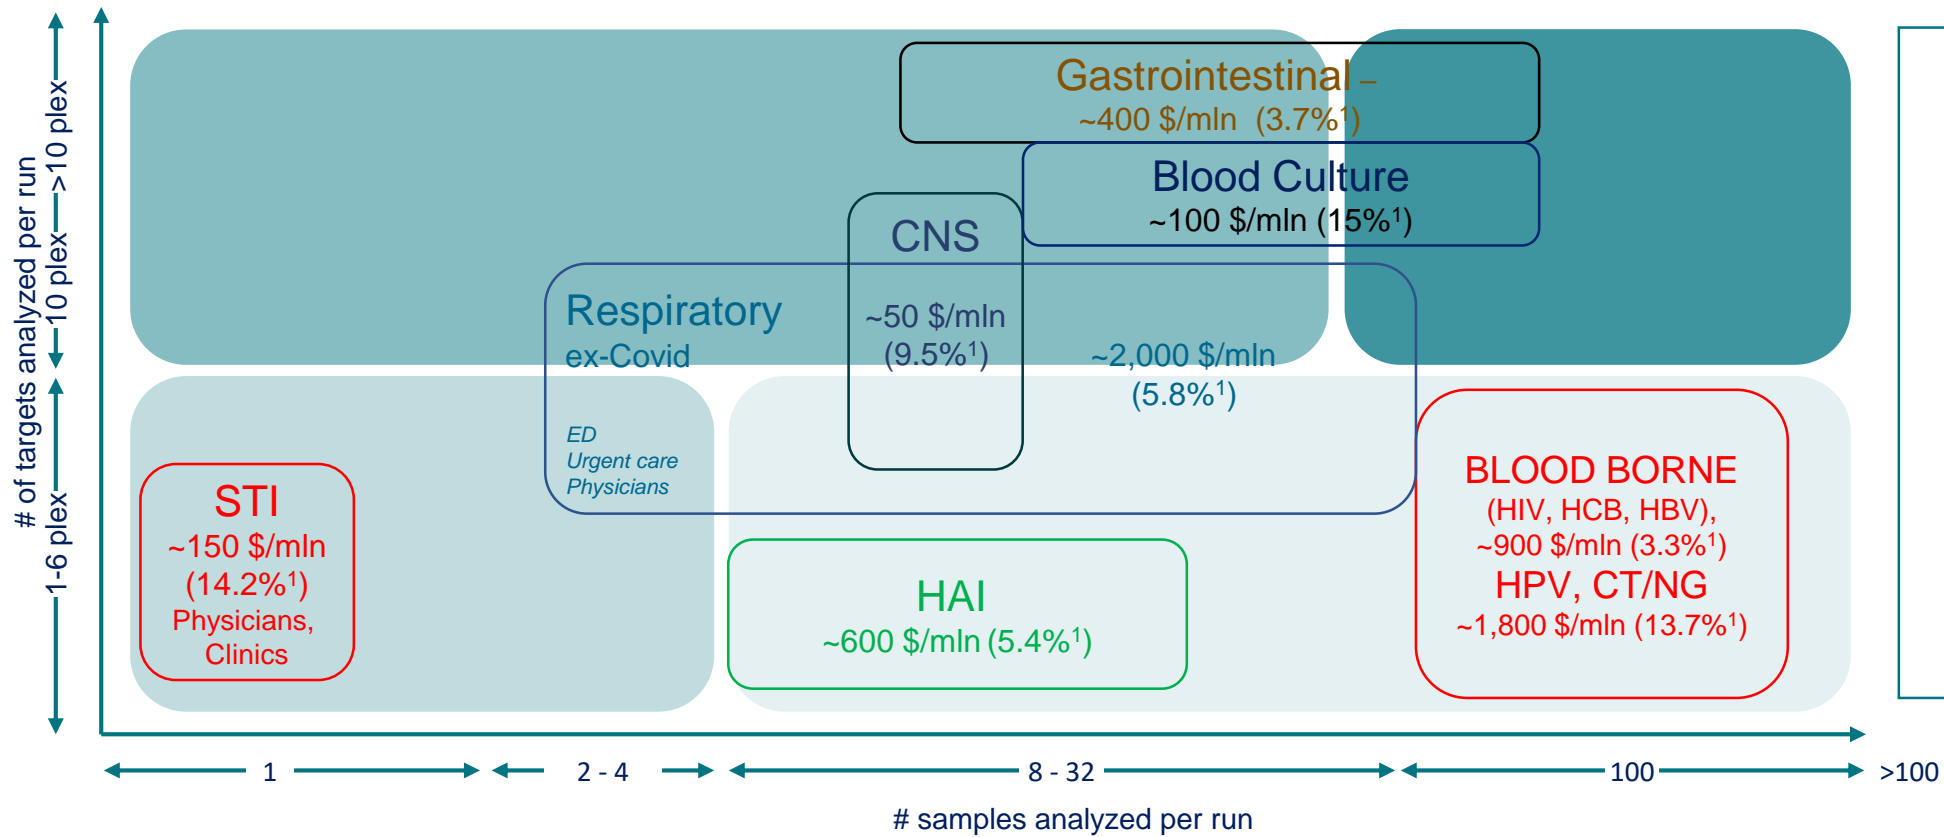 # of targets analyzed per run
>10 plex
10 plex
1-6 plex
Gastrointestinal –
~400 $/mln (3.7%¹)
Blood Culture
~100 $/mln (15%¹)
CNS
~50 $/mln
(9.5%¹)
Respiratory
ex-Covid
~2,000 $/mln
(5.8%¹)
ED
Urgent care
Physicians
STI
~150 $/mln
(14.2%¹)
Physicians,
Clinics
HAI
~600 $/mln (5.4%¹)
BLOOD BORNE
(HIV, HCB, HBV),
~900 $/mln (3.3%¹)
HPV, CT/NG
~1,800 $/mln (13.7%¹)
1
2 - 4
8 - 32
100
>100
# samples analyzed per run